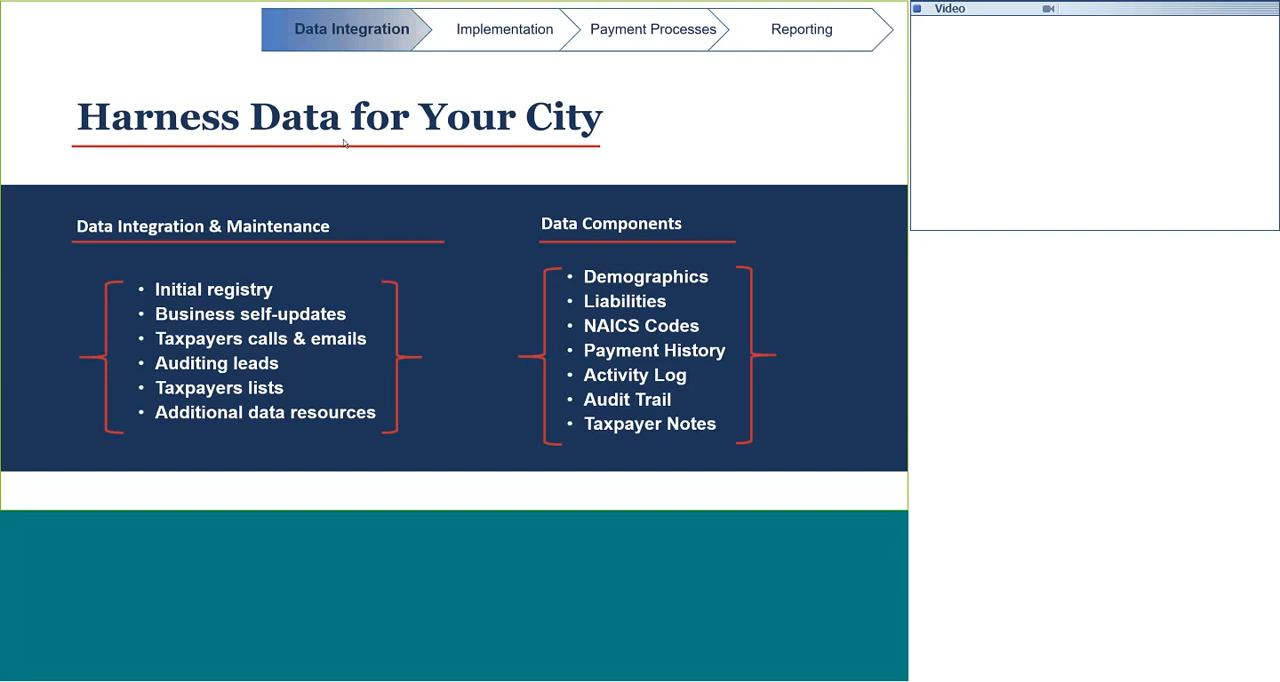 Data Integration
Implementation
Payment Processes
Reporting
Video
Harness Data for Your City
Data Integration & Maintenance
• Initial registry
• Business self-updates
• Taxpayers calls & emails
• Auditing leads
• Taxpayers lists
• Additional data resources
Data Components
• Demographics
• Liabilities
• NAICS Codes
• Payment History
• Activity Log
• Audit Trail
• Taxpayer Notes